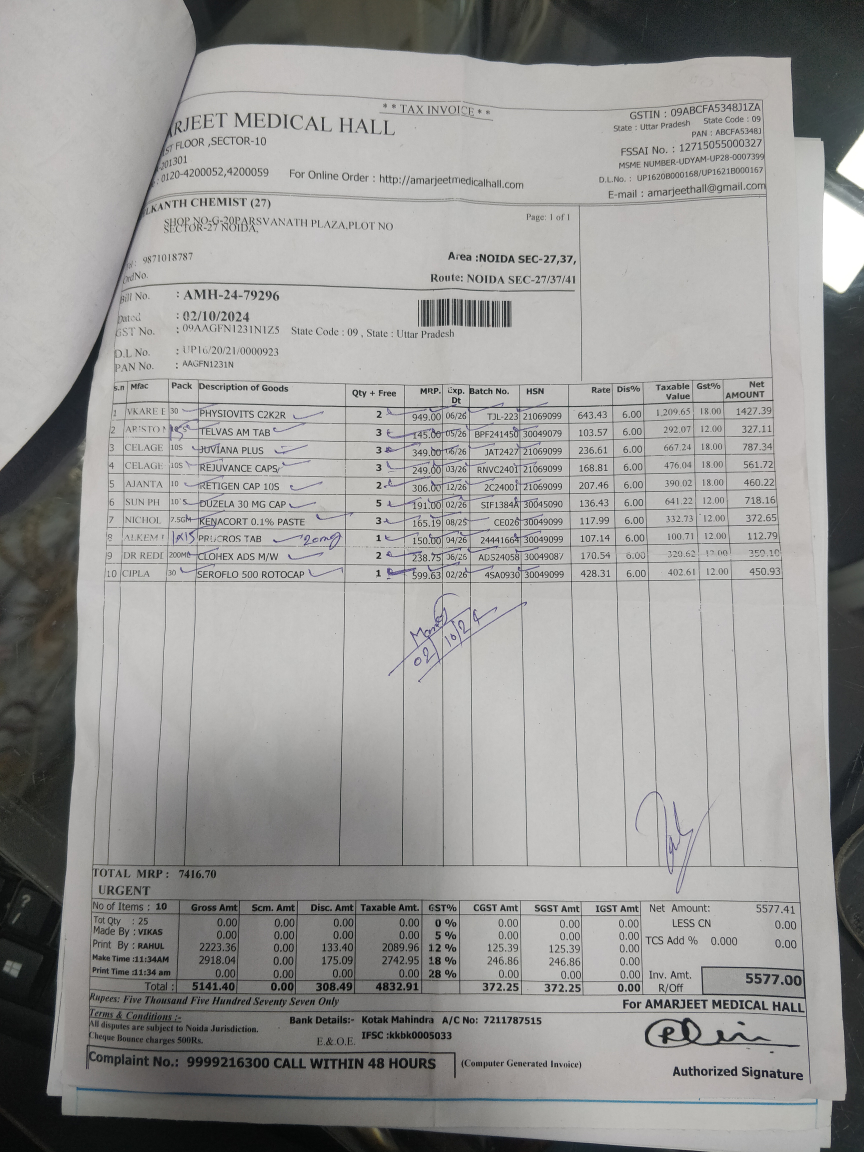 ** TAX INVOICE **
RJEET MEDICAL HALL
ST FLOOR ,SECTOR-10
-201301
: 0120-4200052,4200059 For Online Order : http://amarjeetmedicalhall.com
GSTIN : 09ABCFA5348J1ZA
State : Uttar Pradesh State Code : 09
PAN : ABCFA5348J
FSSAI No. : 12715055000327
MSME NUMBER-UDYAM-UP28-0007399
D.L.No. : UP1620B000168/UP1621B000167
E-mail : amarjeethall@gmail.com
LKANTH CHEMIST (27)
Page: 1 of 1
SHOP NO-G-20PARSVANATH PLAZA,PLOT NO
SECTOR-27 NOIDA,
: 9871018787
Area :NOIDA SEC-27,37,
OrdNo.
Route: NOIDA SEC-27/37/41
Bill No. : AMH-24-79296
Dated : 02/10/2024
GST No. : 09AAGFN1231N1Z5 State Code : 09 , State : Uttar Pradesh
D.L No. : UP16/20/21/0000923
PAN No. : AAGFN1231N
s.n Mfac Pack Description of Goods Qty + Free MRP. Exp. Dt Batch No. HSN Rate Dis% Taxable Value Gst% Net AMOUNT
1 VKARE 30 PHYSIOVITS C2K2R 2 949.00 06/26 TJL-223 21069099 643.43 6.00 1,209.65 18.00 1427.39
2 ARISTO TELVAS AM TAB 3 145.00 05/26 BPF241450 30049079 103.57 6.00 292.07 12.00 327.11
3 CELAGE 10S JUVIANA PLUS 3 349.00 06/26 JAT2427 21069099 236.61 6.00 667.24 18.00 787.34
4 CELAGE 10S REJUVANCE CAPS 3 249.00 03/26 RNVC2401 21069099 168.81 6.00 476.04 18.00 561.72
5 AJANTA 10 RETIGEN CAP 10S 2 306.00 12/26 2C24001 21069099 207.46 6.00 390.02 18.00 460.22
6 SUN PH 10'S DUZELA 30 MG CAP 5 191.00 02/26 SIF1384A 30045090 136.43 6.00 641.22 12.00 718.16
7 NICHOL 7.5GM KENACORT 0.1% PASTE 3 165.19 08/25 CE026 30049099 117.99 6.00 332.73 12.00 372.65
8 ALKEM 1X15 PRUCROS TAB 20mg 1 150.00 04/26 24441664 30049099 107.14 6.00 100.71 12.00 112.79
9 DR REDD 200ML CLOHEX ADS M/W 2 238.75 06/26 ADS24058 30049087 170.54 6.00 320.62 12.00 359.10
10 CIPLA 30 SEROFLO 500 ROTOCAP 1 599.63 02/26 4SA0930 30049099 428.31 6.00 402.61 12.00 450.93
02/10/24
TOTAL MRP : 7416.70
URGENT
No of Items : 10 Gross Amt Scm. Amt Disc. Amt Taxable Amt. GST% CGST Amt SGST Amt IGST Amt
Tot Qty : 25 0.00 0.00 0.00 0.00 0 % 0.00 0.00 0.00
Made By : VIKAS 0.00 0.00 0.00 0.00 5 % 0.00 0.00 0.00
Print By : RAHUL 2223.36 0.00 133.40 2089.96 12 % 125.39 125.39 0.00
Make Time :11:34AM 2918.04 0.00 175.09 2742.95 18 % 246.86 246.86 0.00
Print Time :11:34 am 0.00 0.00 0.00 0.00 28 % 0.00 0.00 0.00
Total : 5141.40 0.00 308.49 4832.91 372.25 372.25 0.00
Net Amount: 5577.41
LESS CN 0.00
TCS Add % 0.000 0.00
Inv. Amt. 5577.00
R/Off
Rupees: Five Thousand Five Hundred Seventy Seven Only
For AMARJEET MEDICAL HALL
Terms & Conditions :-
All disputes are subject to Noida Jurisdiction.
Cheque Bounce charges 500Rs.
Bank Details:- Kotak Mahindra A/C No: 7211787515
IFSC :kkbk0005033
E.& O.E.
Complaint No.: 9999216300 CALL WITHIN 48 HOURS
(Computer Generated Invoice)
Authorized Signature